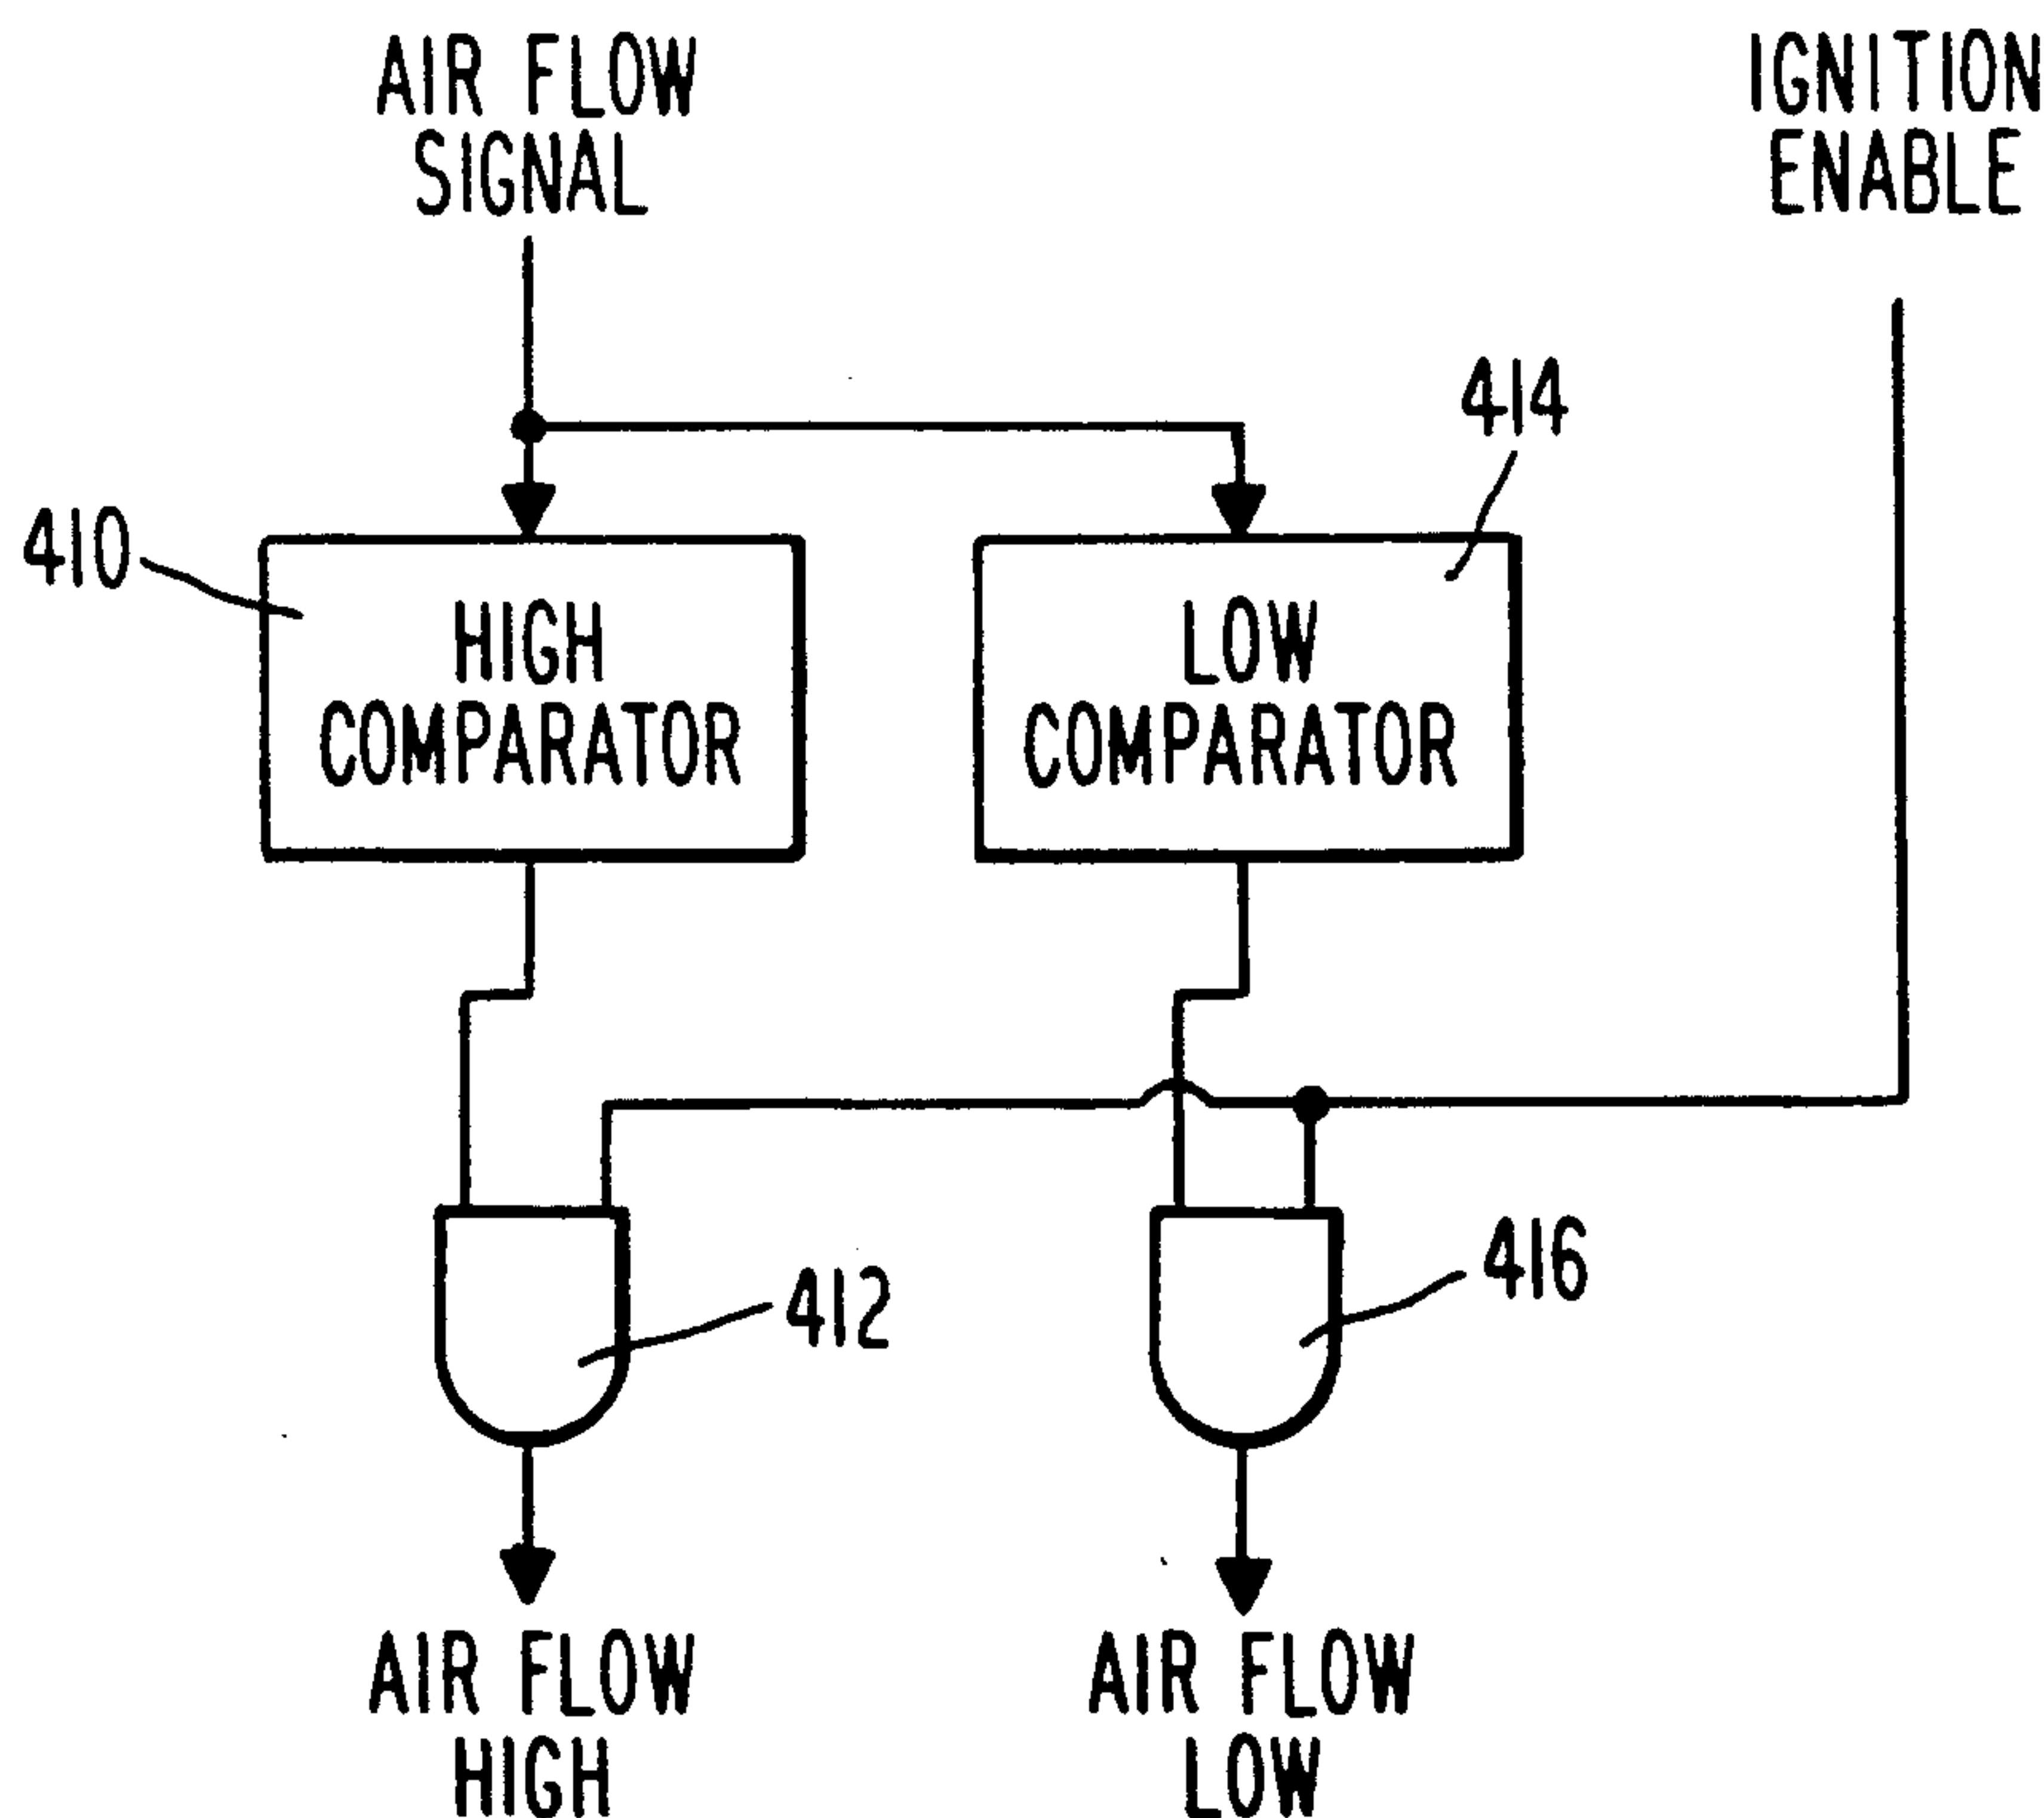 AIR FLOW
SIGNAL
IGNITION
ENABLE
414
410
HIGH
COMPARATOR
LOW
COMPARATOR
412
416
AIR FLOW
HIGH
AIR FLOW
LOW